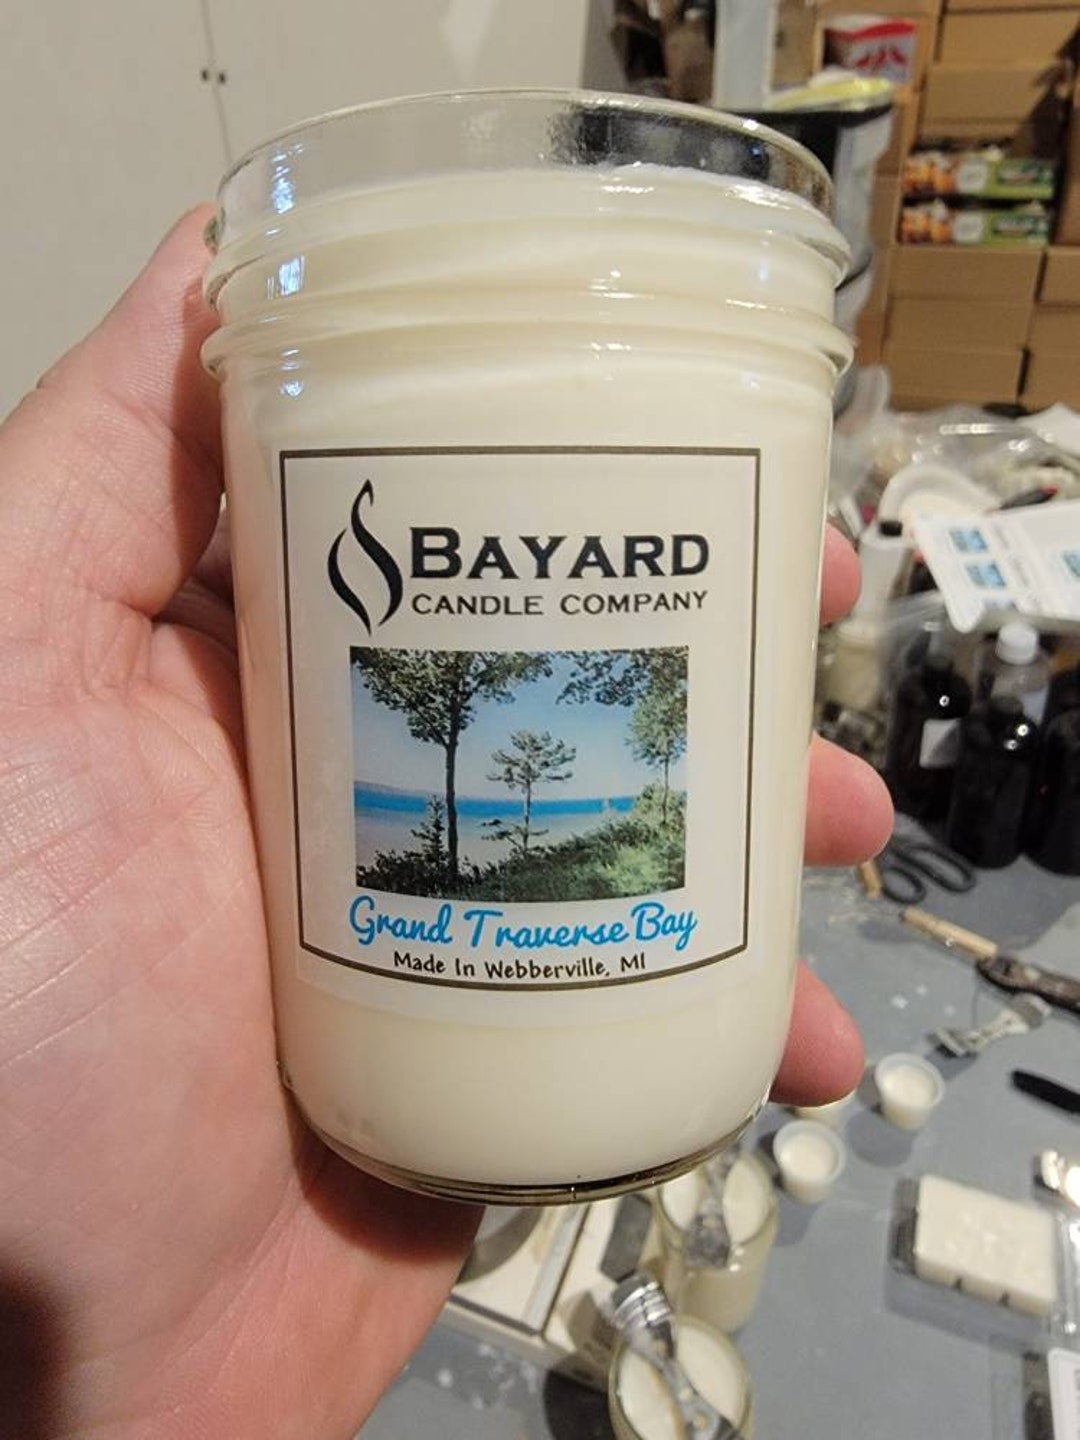 BAYARD
CANDLE COMPANY
Grand Traverse Bay
Made In Webberville, MI